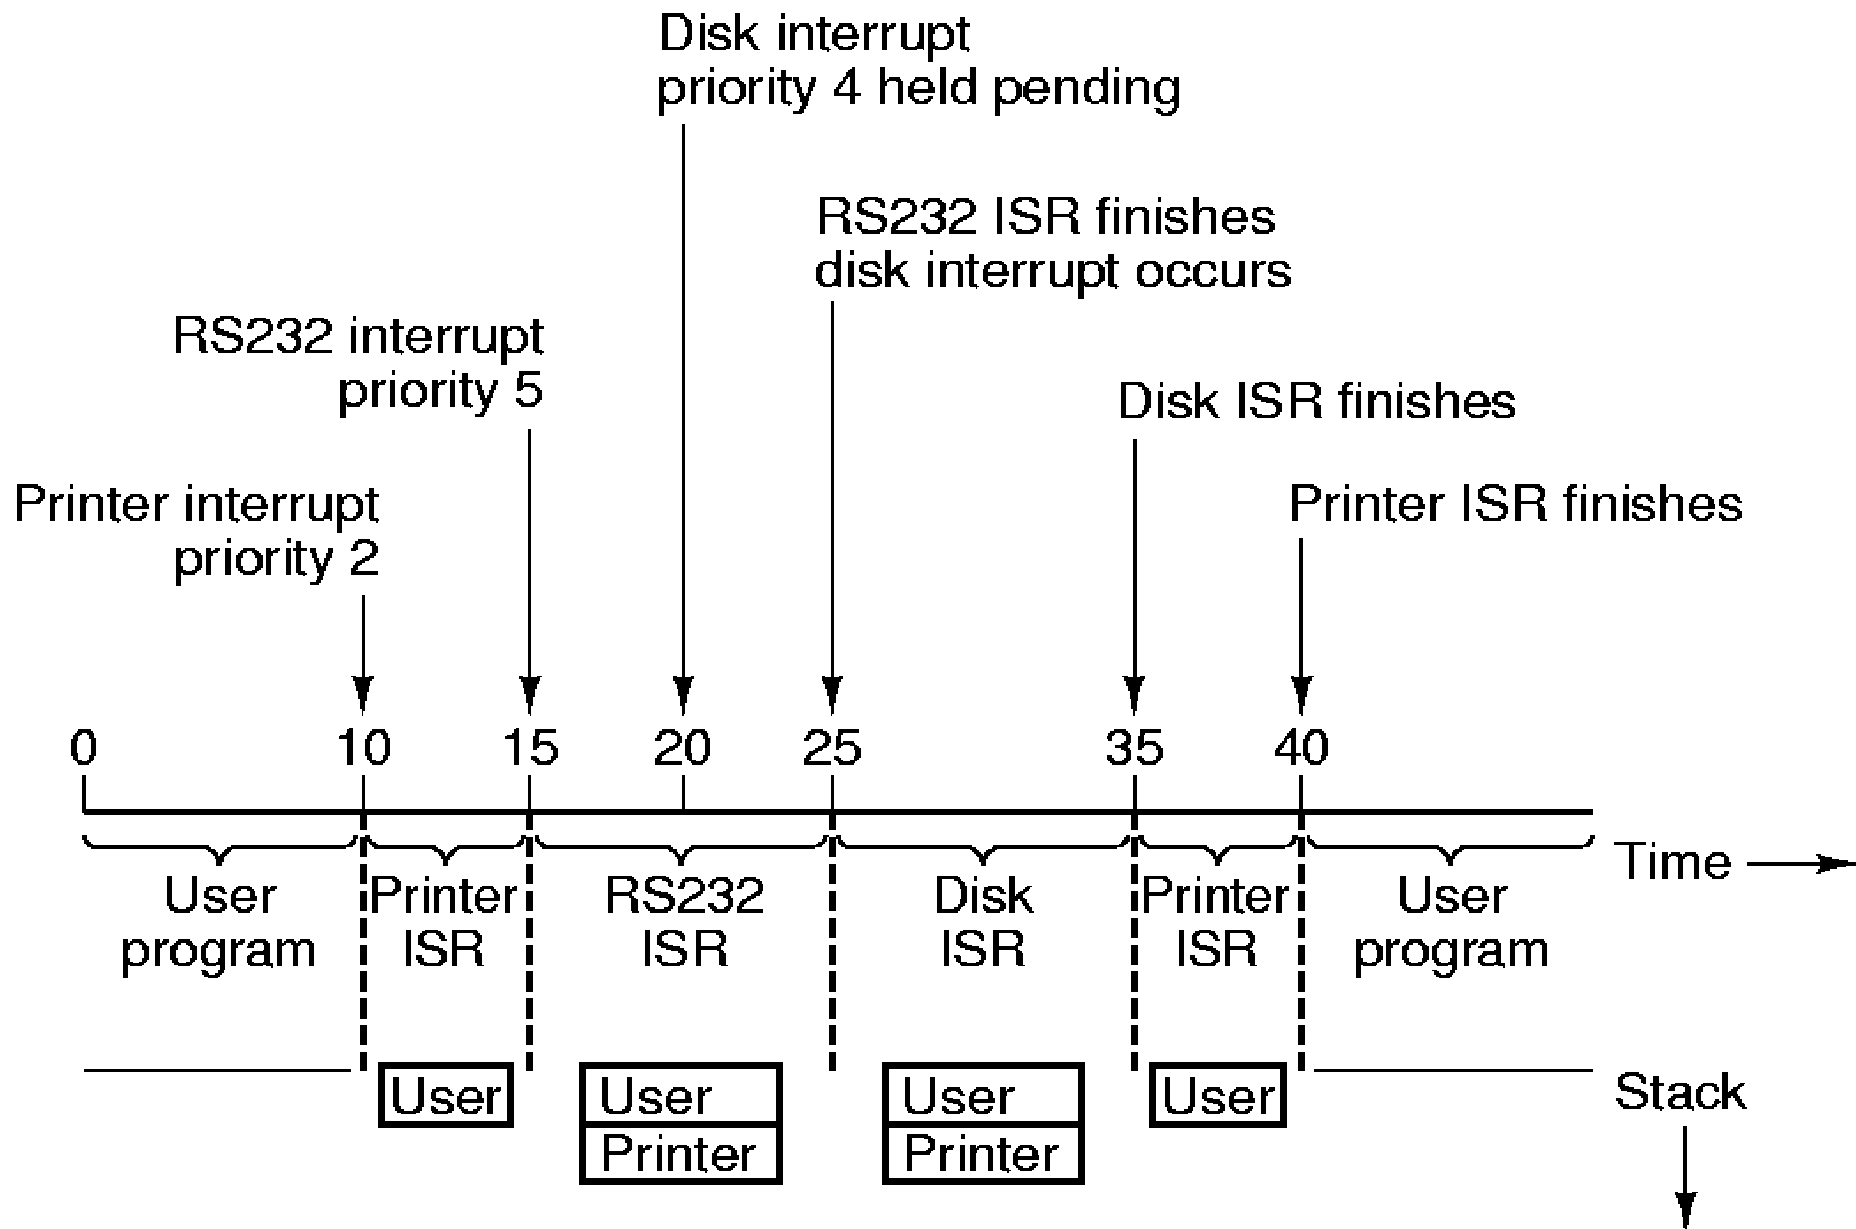 Disk interrupt
priority 4 held pending
RS232 ISR finishes
disk interrupt occurs
RS232 interrupt
priority 5
Disk ISR finishes
Printer interrupt
priority 2
Printer ISR finishes
0 10 15 20 25 35 40
Time
User Printer RS232 Disk Printer User
program ISR ISR ISR ISR program
Stack
User User User User
Printer Printer